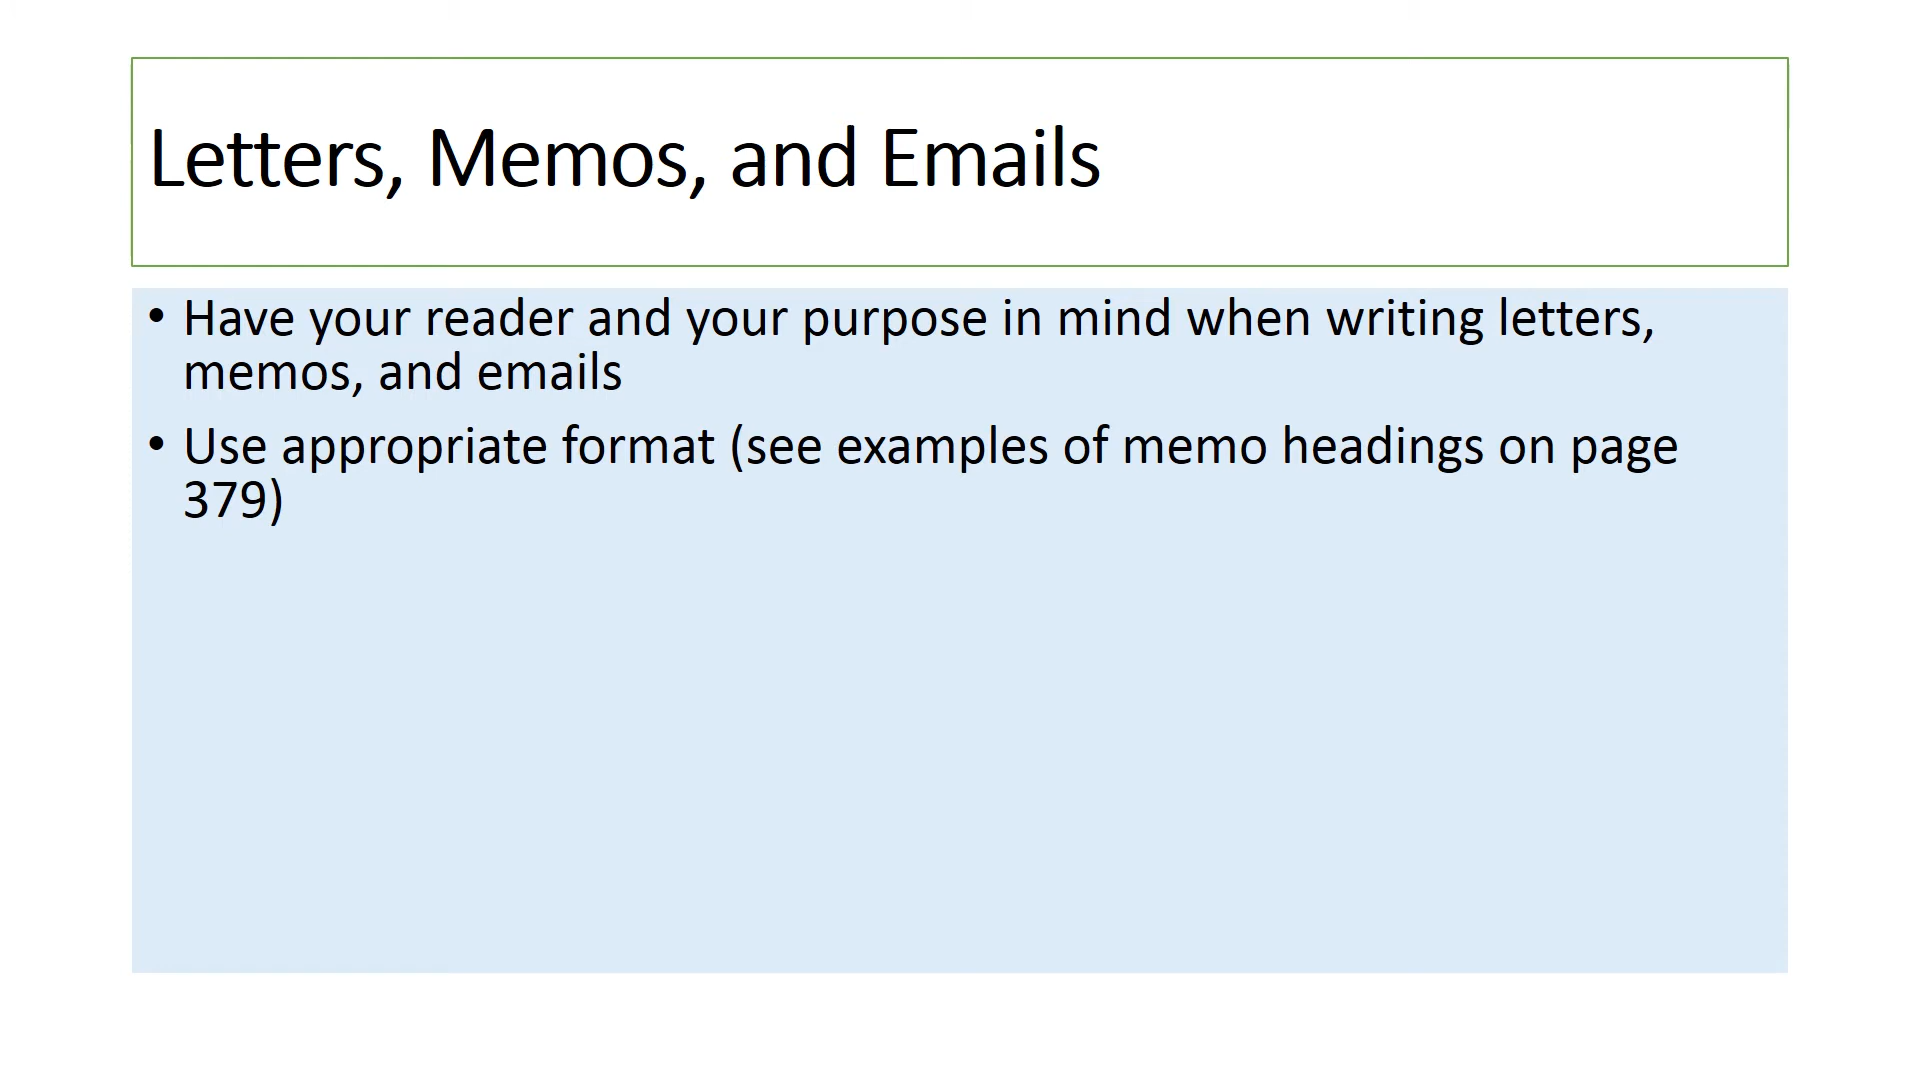 Letters, Memos, and Emails
• Have your reader and your purpose in mind when writing letters,
memos, and emails
• Use appropriate format (see examples of memo headings on page
379)